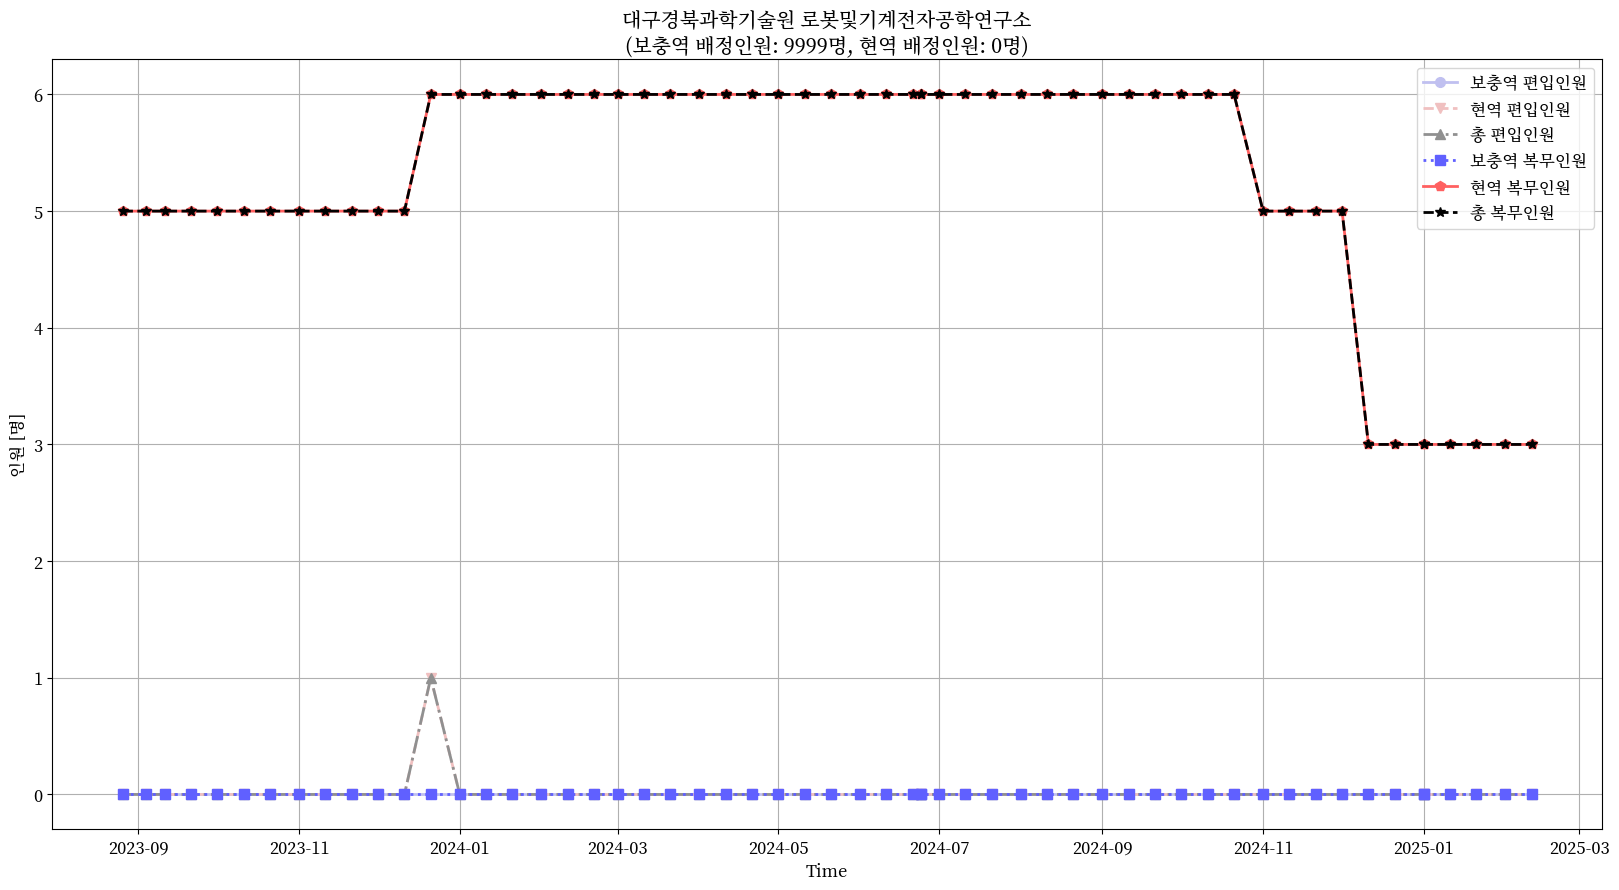 대구경북과학기술원 로봇및기계전자공학연구소
(보충역 배정인원: 9999명, 현역 배정인원: 0명)
보충역 편입인원
현역 편입인원
총 편입인원
보충역 복무인원
현역 복무인원
총 복무인원
인원 [명]
6
5
4
3
2
1
0
2023-09
2023-11
2024-01
2024-03
2024-05
2024-07
2024-09
2024-11
2025-01
2025-03
Time